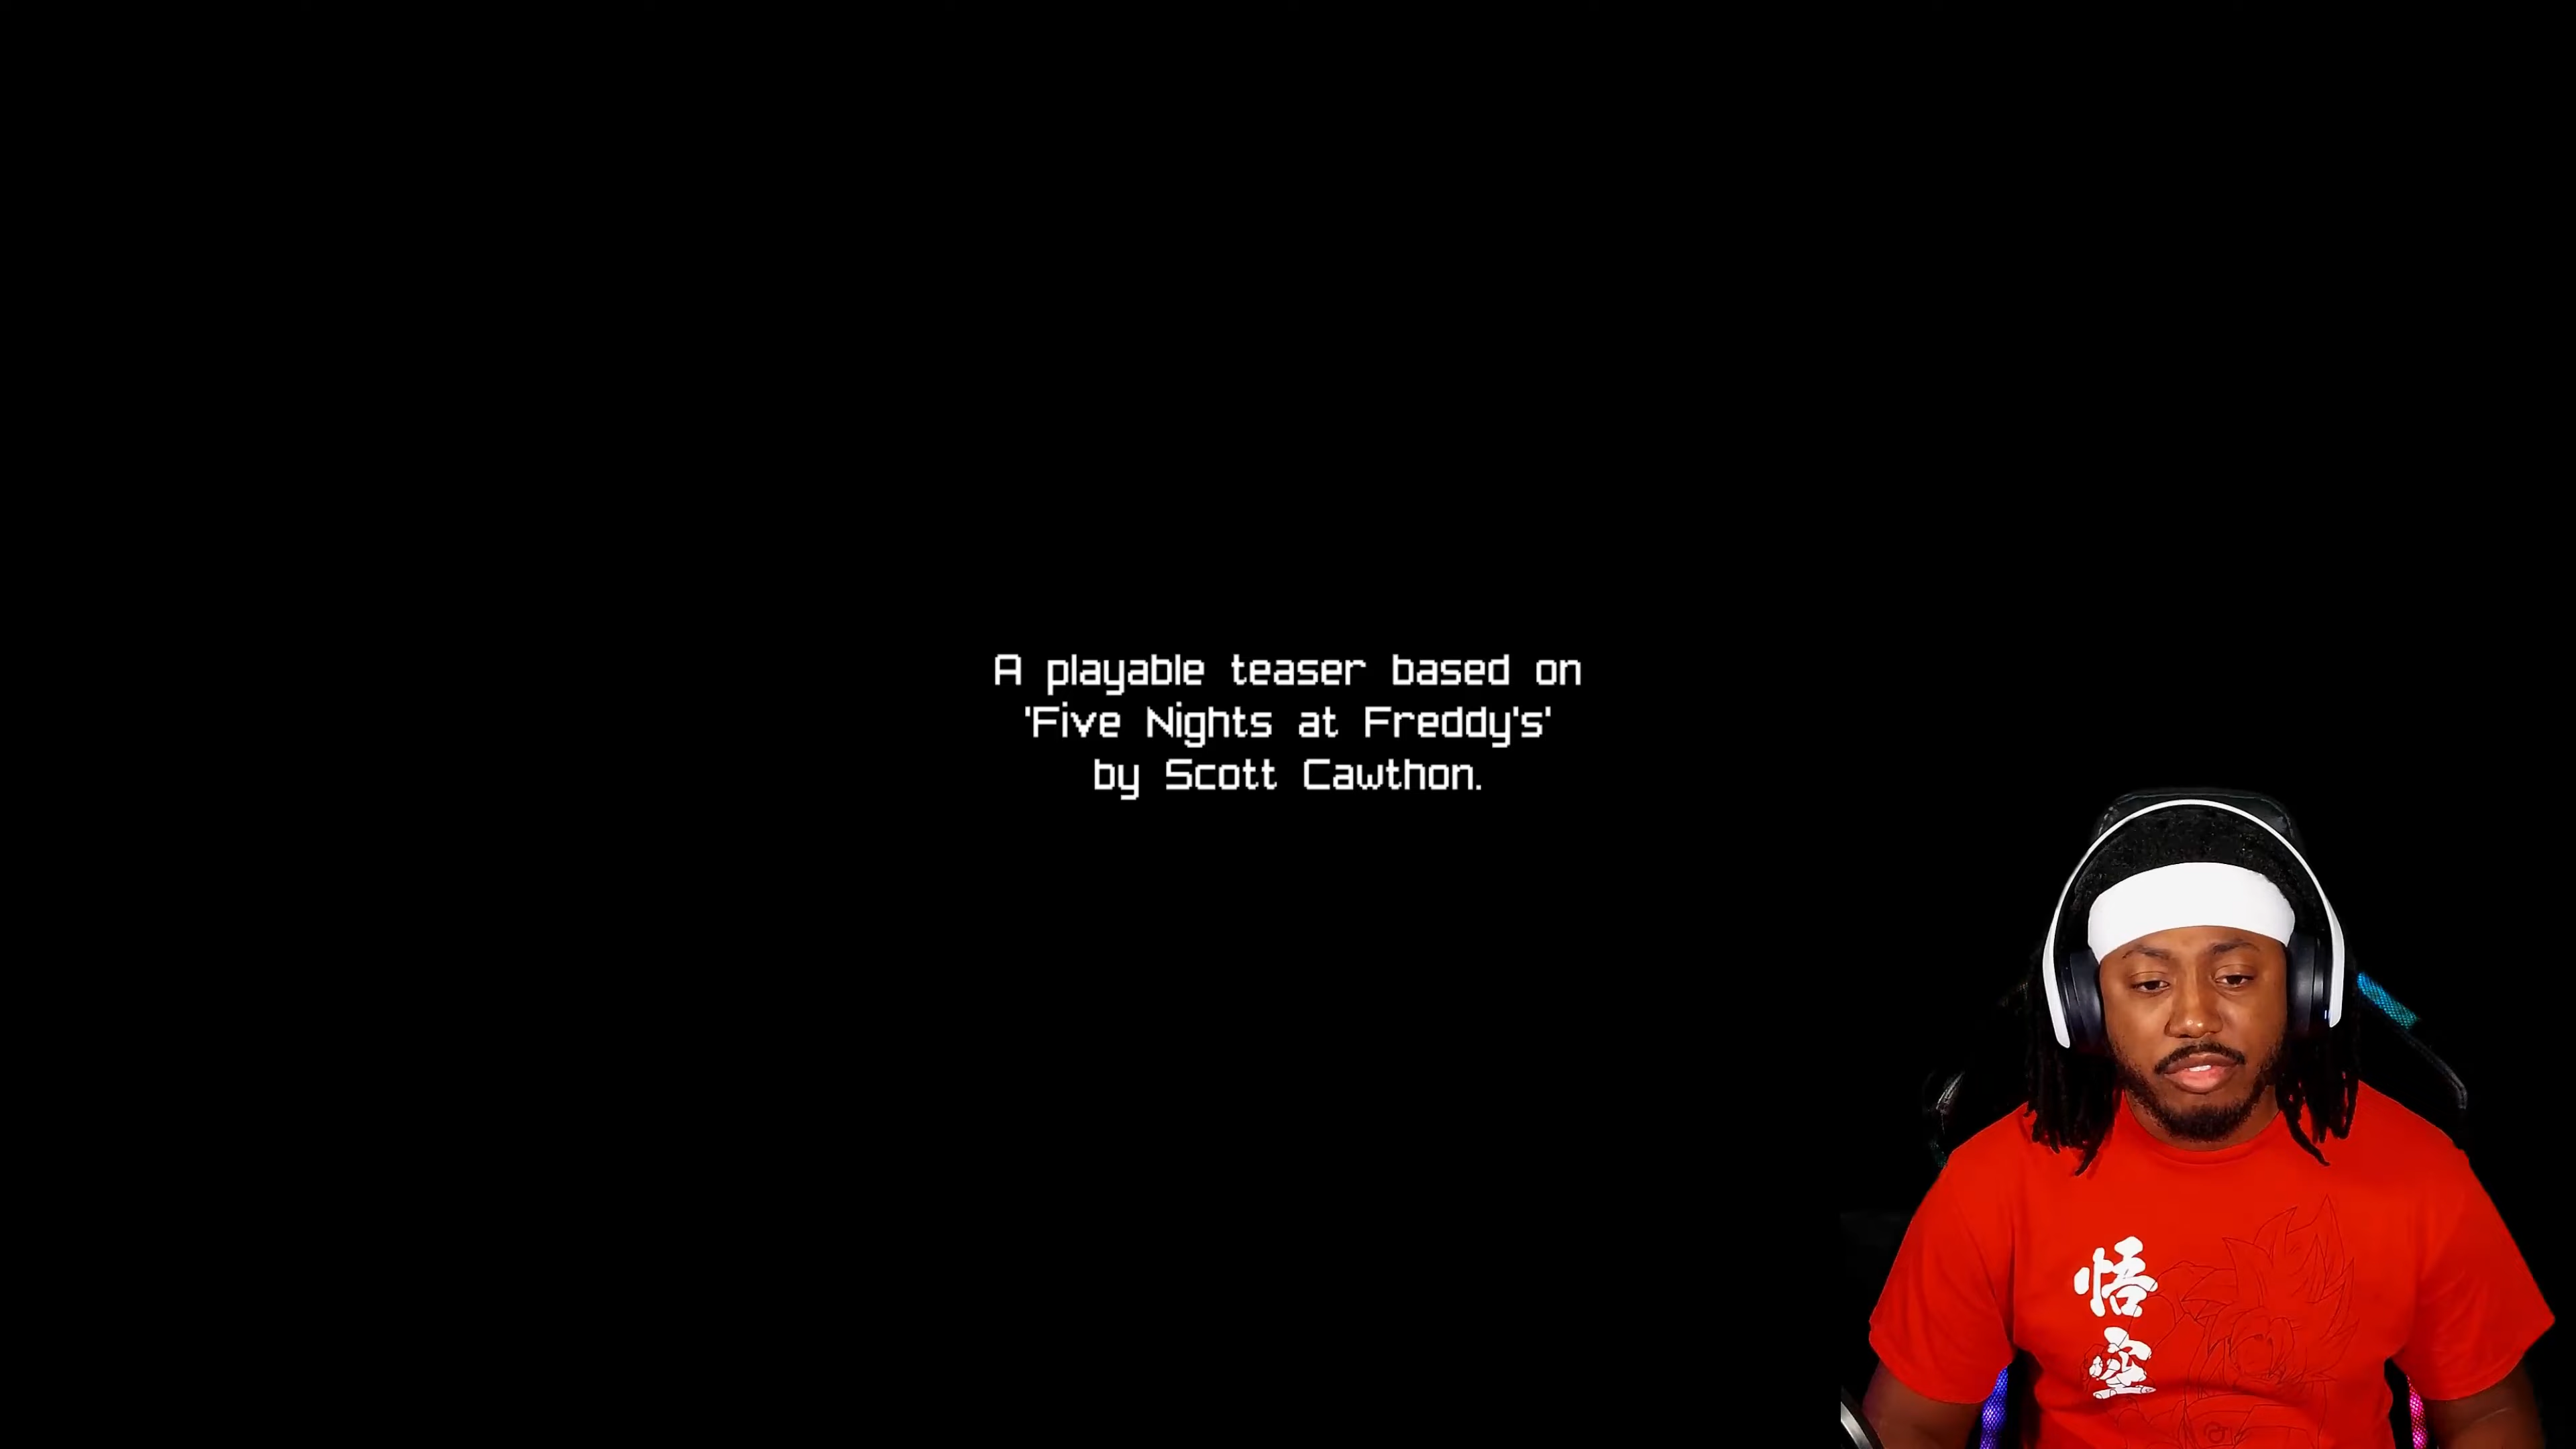 A playable teaser based on
'Five Nights at Freddy's'
by Scott Cawthon.
悟
空